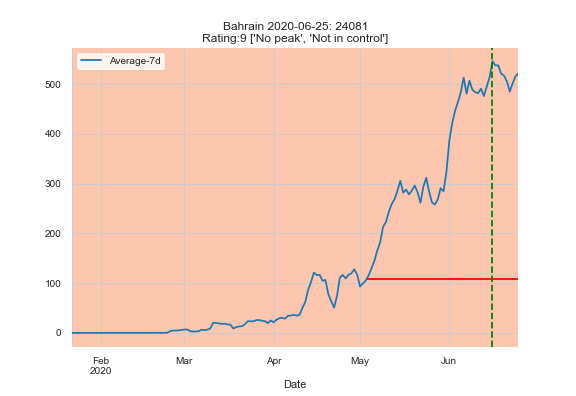 Bahrain 2020-06-25: 24081
Rating:9 ['No peak', 'Not in control']
Average-7d
500
400
300
200
100
0
Feb Mar Apr May Jun
2020
Date